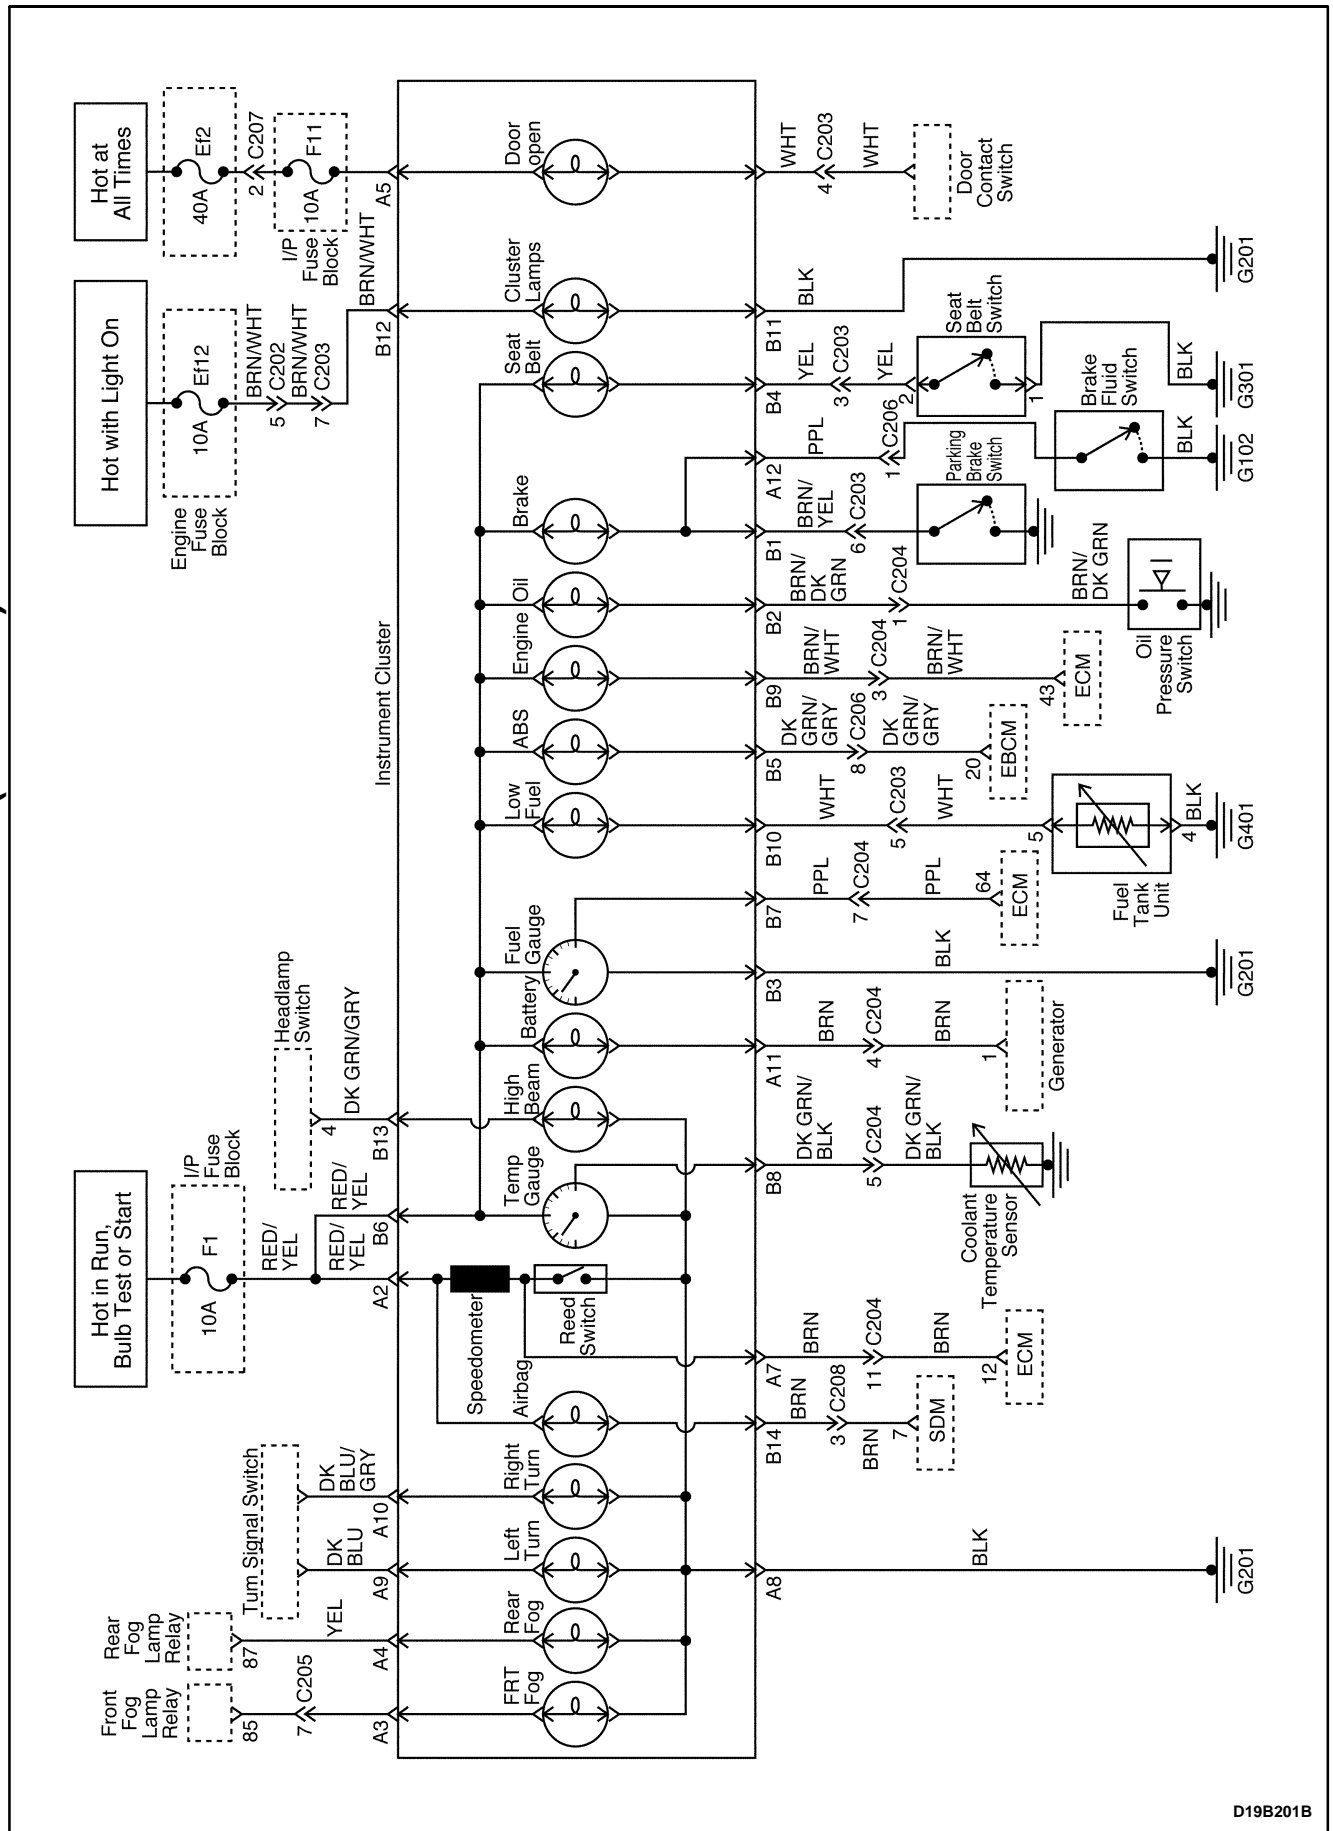 Hot at
All Times
Ef2
40A
C207
2
F11
10A
I/P
Fuse
Block
A5
Door
open
WHT
C203
4
WHT
Door
Contact
Switch
Hot with Light On
Ef12
10A
Engine
Fuse
Block
BRN/WHT
C202
5
BRN/WHT
C203
7
BRN/WHT
B12
Cluster
Lamps
B11
BLK
G201
Seat
Belt
B4
YEL
C203
3
YEL
2
Seat
Belt
Switch
1
BLK
G301
A12
PPL
C206
1
Brake
Fluid
Switch
BLK
G102
Brake
B1
BRN/
YEL
C203
6
Parking
Brake
Switch
Oil
B2
BRN/
DK
GRN
C204
1
BRN/
DK GRN
Oil
Pressure
Switch
Instrument Cluster
Engine
B9
BRN/
WHT
C204
3
BRN/
WHT
43
ECM
ABS
B5
DK
GRN/
GRY
C206
8
DK
GRN/
GRY
20
EBCM
Low
Fuel
B10
WHT
C203
5
WHT
5
Fuel
Tank
Unit
4
BLK
G401
Fuel
Gauge
B7
PPL
C204
7
PPL
64
ECM
B3
BLK
G201
Battery
A11
BRN
C204
4
BRN
1
Generator
Headlamp
Switch
4
DK GRN/GRY
B13
High
Beam
Hot in Run,
Bulb Test or Start
I/P
Fuse
Block
F1
10A
RED/
YEL
RED/
YEL
RED/
YEL
B6
A2
Temp
Gauge
B8
DK GRN/
BLK
C204
5
DK GRN/
BLK
Coolant
Temperature
Sensor
Speedometer
Reed
Switch
A7
BRN
C204
11
BRN
12
ECM
Airbag
B14
BRN
C208
3
BRN
7
SDM
Turn Signal Switch
DK
BLU/
GRY
A10
Right
Turn
DK
BLU
A9
Left
Turn
A8
BLK
G201
Rear
Fog
Lamp
Relay
87
YEL
A4
Rear
Fog
Front
Fog
Lamp
Relay
85
C205
7
A3
FRT
Fog
D19B201B